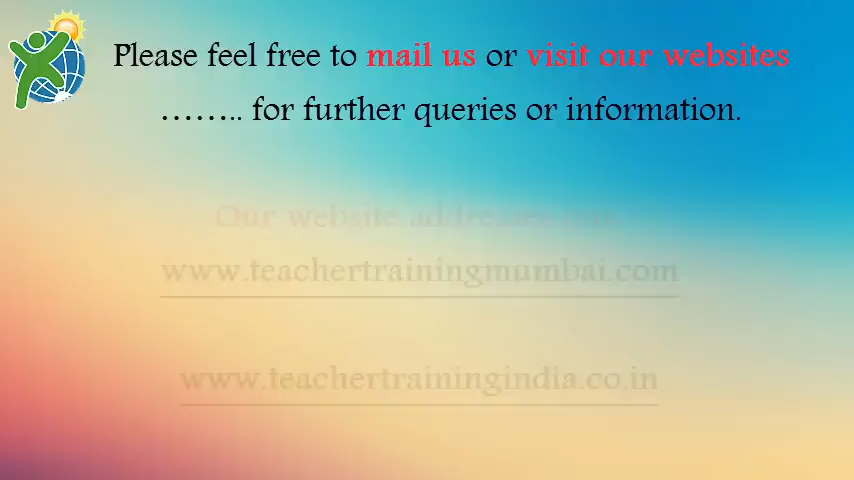 Please feel free to mail us or visit our websites
…….. for further queries or information.
Our website addresses
www.teachertrainingmumbai.com
www.teachertrainingindia.co.in